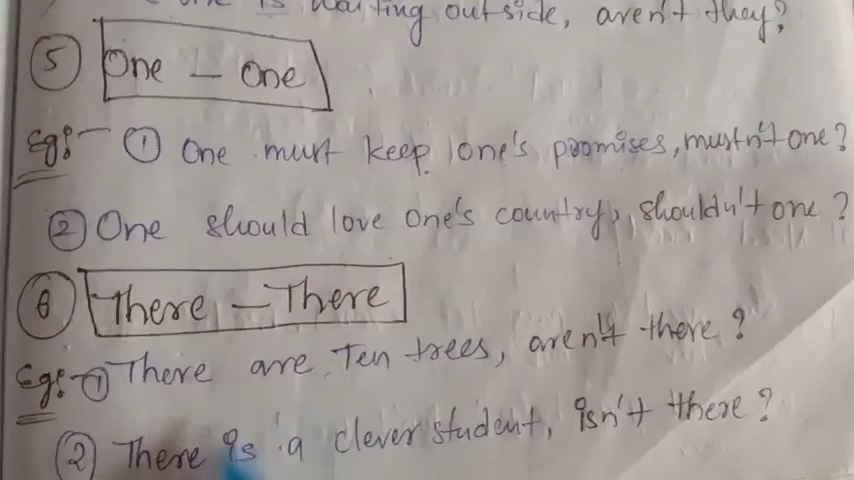 is waiting outside, aren't they?
⑤ One – One
Eg:- ① One must keep one's promises, mustn't one?
② One should love one's country, shouldn't one?
⑥ There – There
Eg:- ① There are Ten trees, aren't there?
② There is a clever student, isn't there?